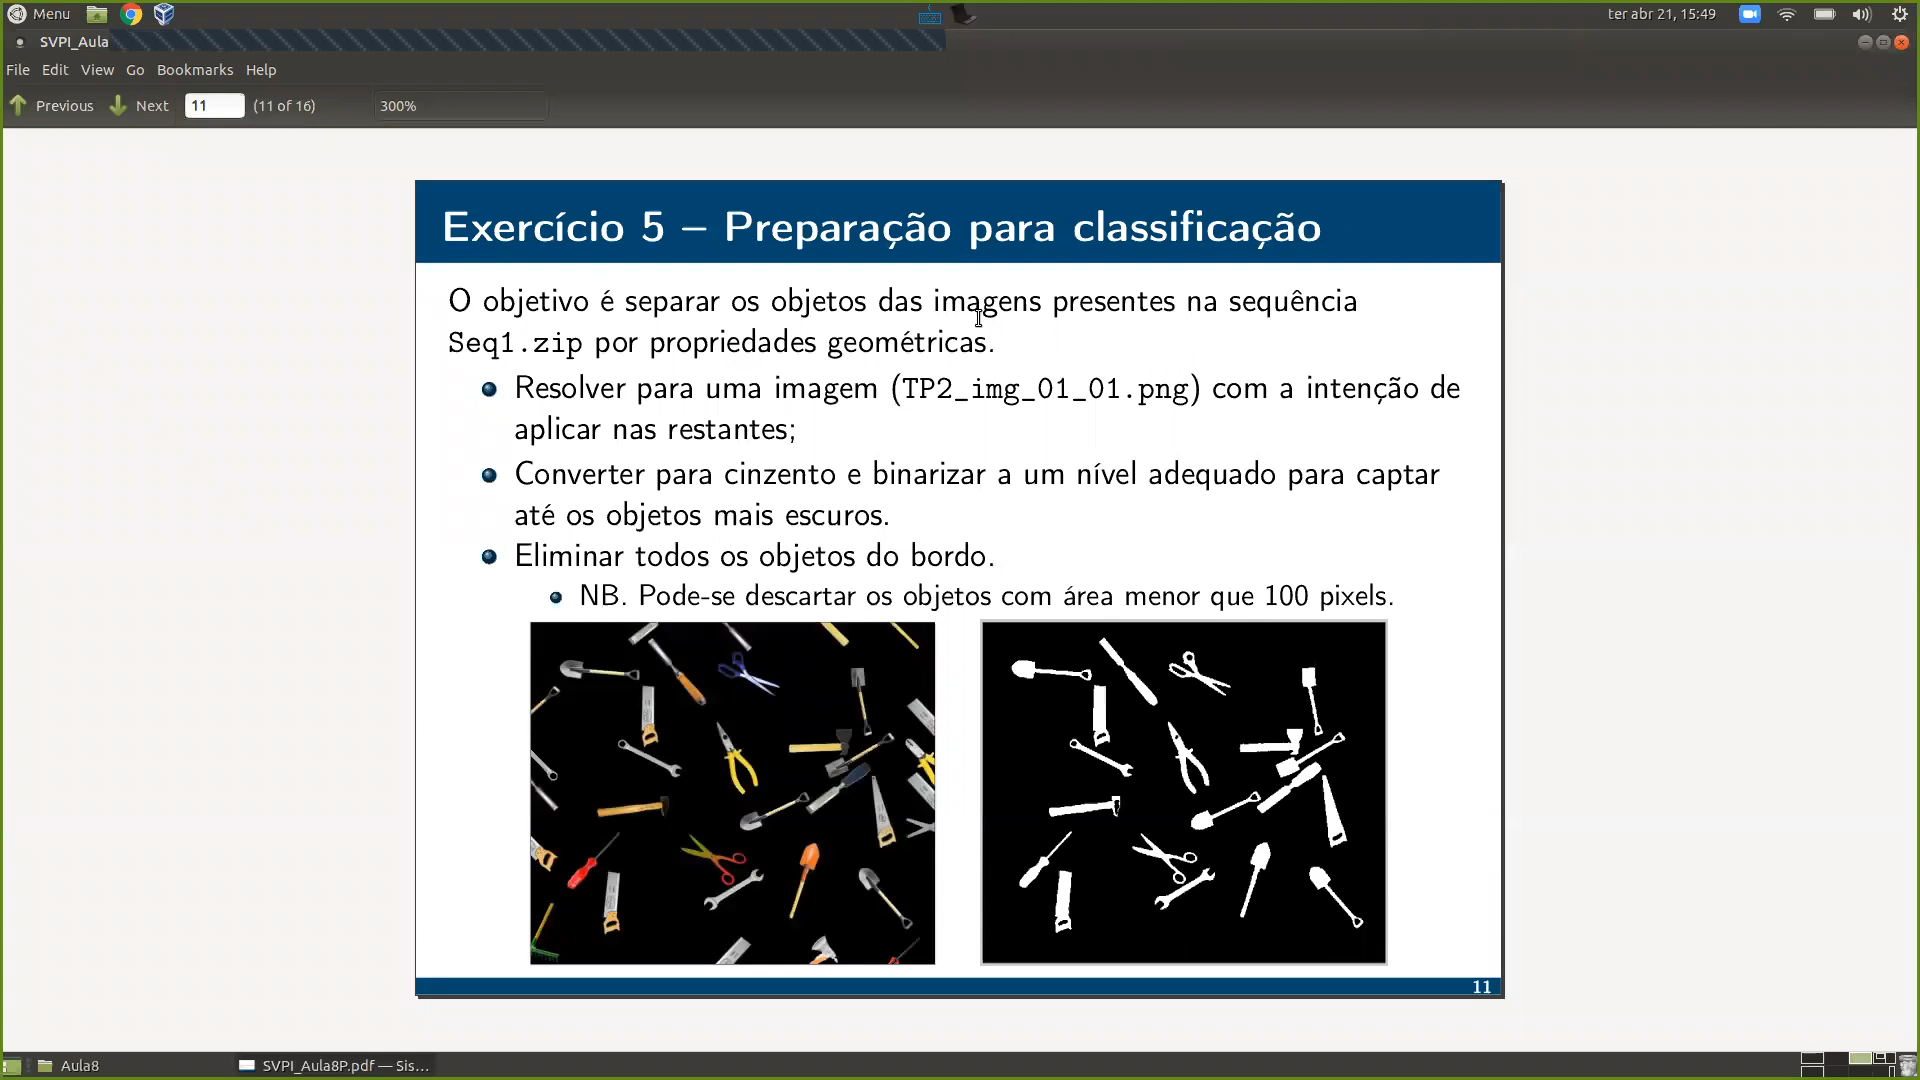 Menu
ter abr 21, 15:49
SVPI_Aula
File Edit View Go Bookmarks Help
Previous Next 11 (11 of 16) 300%
Exercício 5 – Preparação para classificação
O objetivo é separar os objetos das imagens presentes na sequência
Seq1.zip por propriedades geométricas.
Resolver para uma imagem (TP2_img_01_01.png) com a intenção de
aplicar nas restantes;
Converter para cinzento e binarizar a um nível adequado para captar
até os objetos mais escuros.
Eliminar todos os objetos do bordo.
NB. Pode-se descartar os objetos com área menor que 100 pixels.
11
Aula8
SVPI_Aula8P.pdf — Sis...